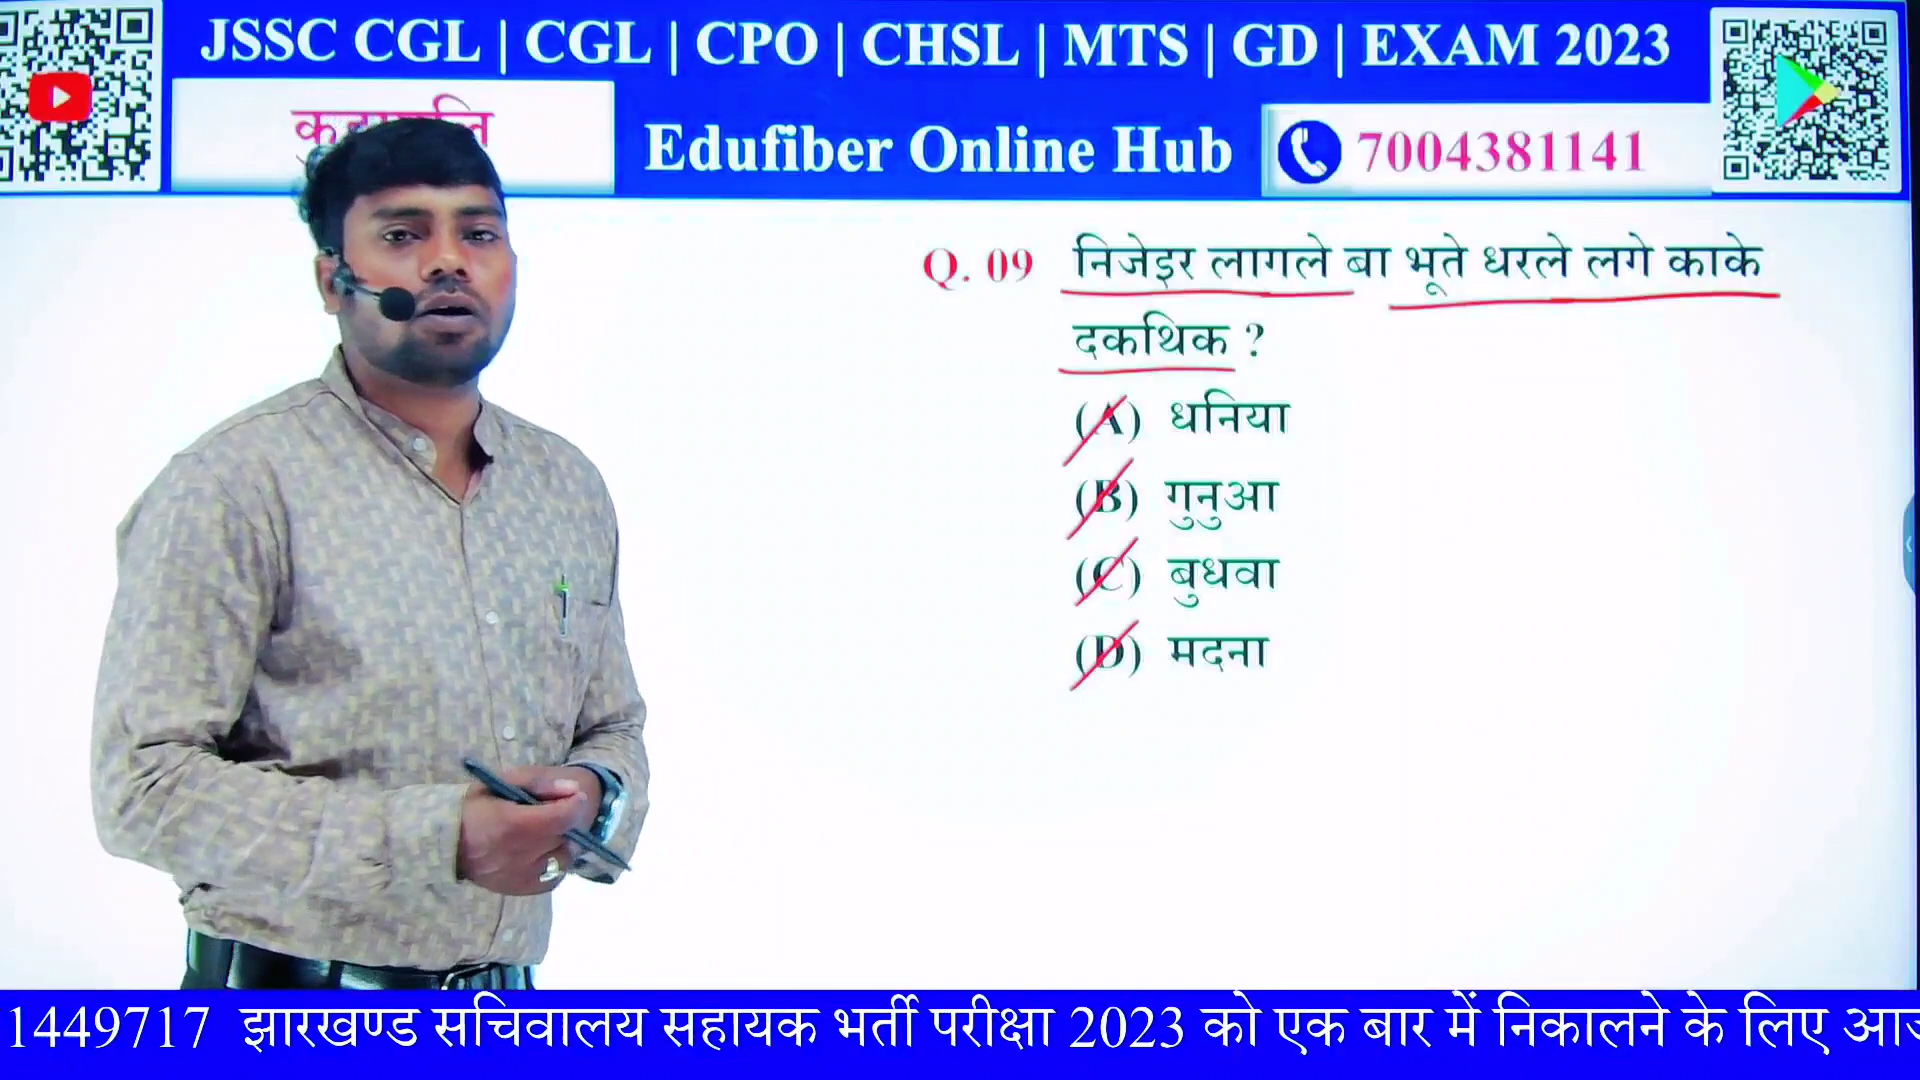 JSSC CGL | CGL | CPO | CHSL | MTS | GD | EXAM 2023
Edufiber Online Hub
7004381141
Q. 09 निजेइर लागले बा भूते धरले लगे काके
दकथिक ?
(A) धनिया
(B) गुनुआ
(C) बुधवा
(D) मदना
1449717 झारखण्ड सचिवालय सहायक भर्ती परीक्षा 2023 को एक बार में निकालने के लिए